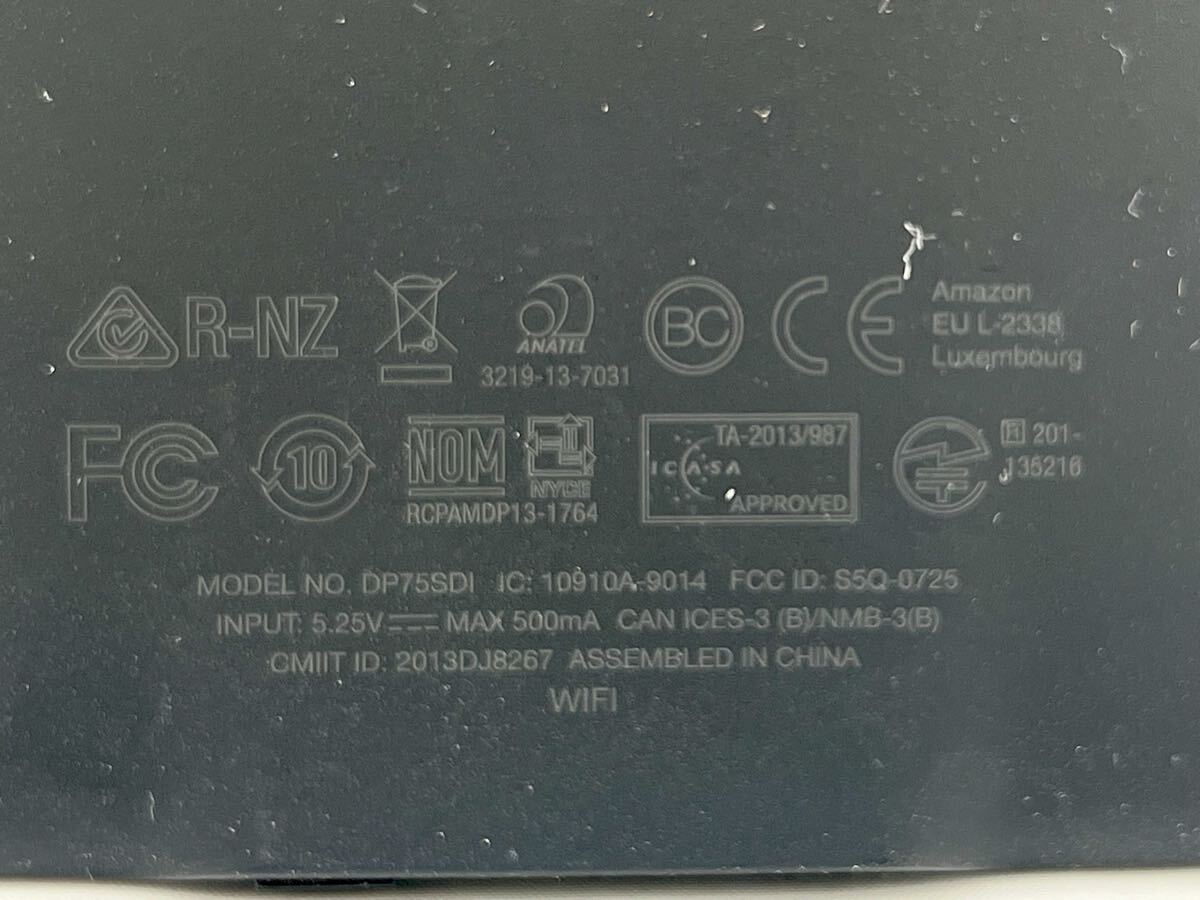 R-NZ
ANATEL
3219-13-7031
BC
CE
Amazon
EU L-2338
Luxembourg
FC
10
NOM
NYCE
RCPAMDP13-1764
TA-2013/987
ICASA
APPROVED
R 201-
135216
MODEL NO. DP75SDI IC: 10910A-9014 FCC ID: S5Q-0725
INPUT: 5.25V⎓ MAX 500mA CAN ICES-3 (B)/NMB-3(B)
CMIIT ID: 2013DJ8267 ASSEMBLED IN CHINA
WIFI